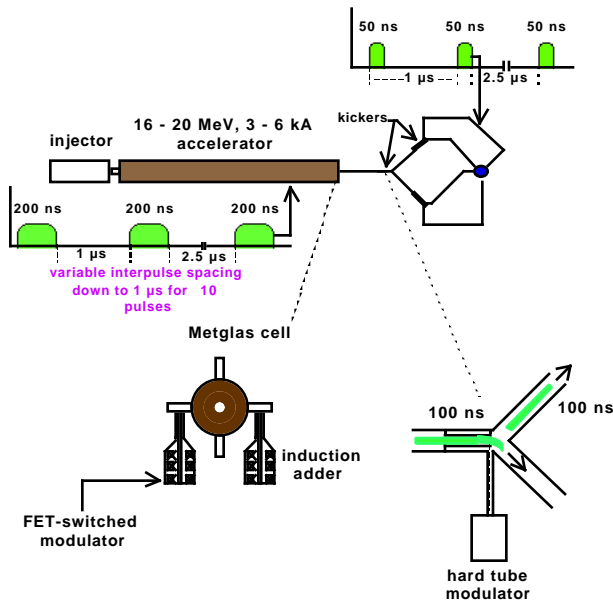 50 ns
50 ns
50 ns
1 µs
2.5 µs
kickers
16 - 20 MeV, 3 - 6 kA
accelerator
injector
200 ns
200 ns
200 ns
1 µs
2.5 µs
variable interpulse spacing
down to 1 µs for 10
pulses
Metglas cell
100 ns
100 ns
induction
adder
FET-switched
modulator
hard tube
modulator